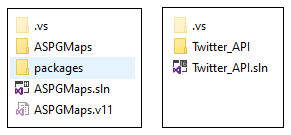 .vs
ASPGMaps
packages
ASPGMaps.sln
ASPGMaps.v11
.vs
Twitter_API
Twitter_API.sln